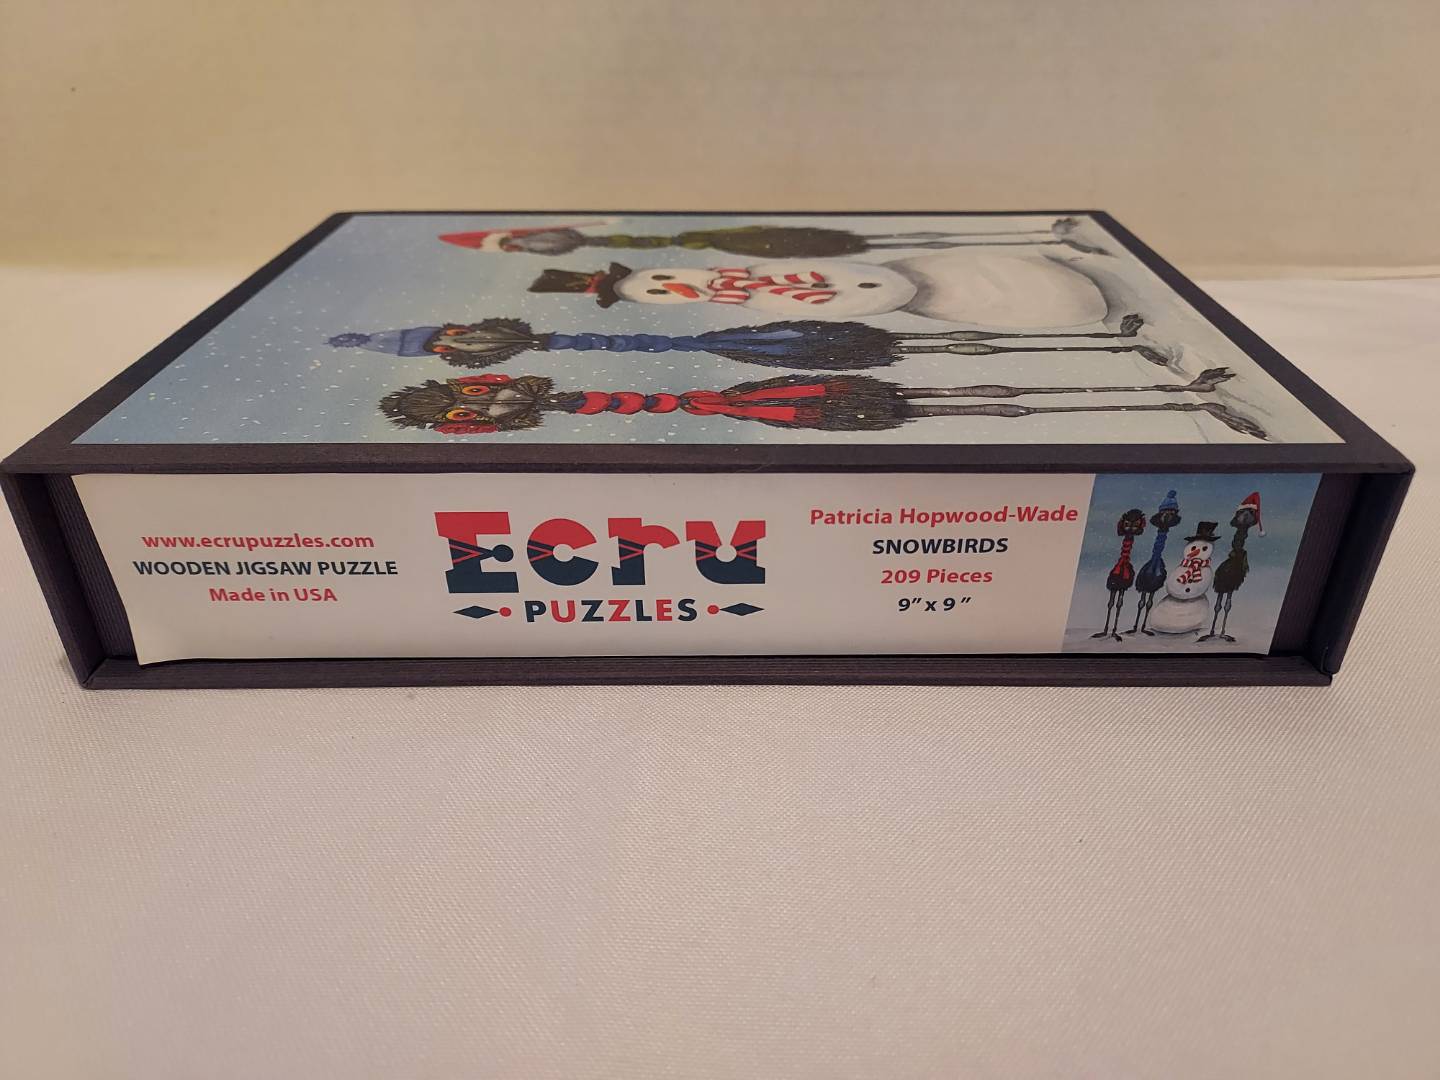 www.ecrupuzzles.com
WOODEN JIGSAW PUZZLE
Made in USA
Ecru
PUZZLES
Patricia Hopwood-Wade
SNOWBIRDS
209 Pieces
9" x 9"